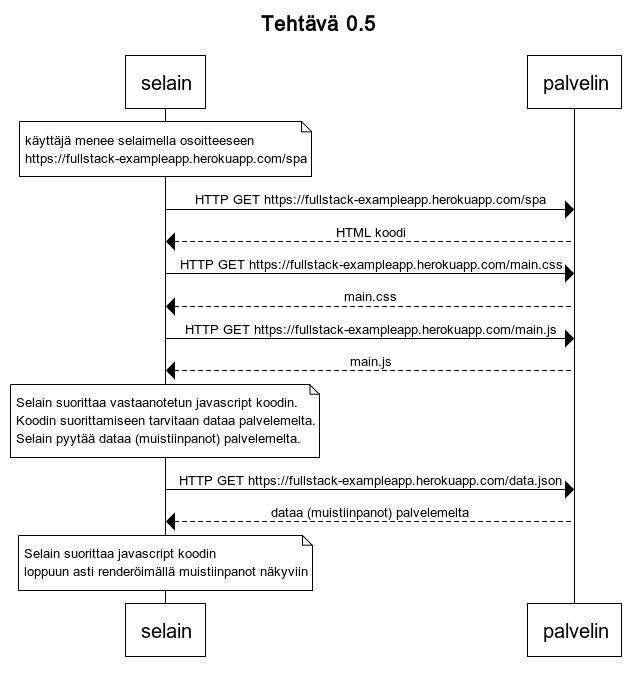 Tehtävä 0.5
selain
palvelin
käyttäjä menee selaimella osoitteeseen
https://fullstack-exampleapp.herokuapp.com/spa
HTTP GET https://fullstack-exampleapp.herokuapp.com/spa
HTML koodi
HTTP GET https://fullstack-exampleapp.herokuapp.com/main.css
main.css
HTTP GET https://fullstack-exampleapp.herokuapp.com/main.js
main.js
Selain suorittaa vastaanotetun javascript koodin.
Koodin suorittamiseen tarvitaan dataa palvelemelta.
Selain pyytää dataa (muistiinpanot) palvelemelta.
HTTP GET https://fullstack-exampleapp.herokuapp.com/data.json
dataa (muistiinpanot) palvelemelta
Selain suorittaa javascript koodin
loppuun asti renderöimällä muistiinpanot näkyviin
selain
palvelin